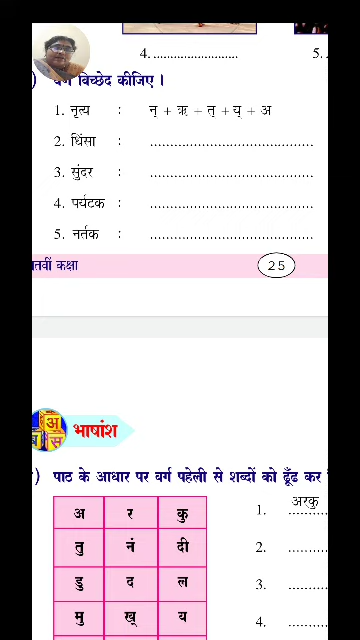 4. ........................ 5. ..
) वर्ण विच्छेद कीजिए ।
1. नृत्य : न् + ऋ + त् + य् + अ
2. धिंसा : ........................................
3. सुंदर : ........................................
4. पर्यटक : ........................................
5. नर्तक : ........................................
ातवीं कक्षा 25
अ
ब स भाषांश
) पाठ के आधार पर वर्ग पहेली से शब्दों को ढूँढ कर
अ र कु 1. अरकु
तु नं दी 2. ..........
डु द ल 3. ..........
मु ख् य 4. ..........